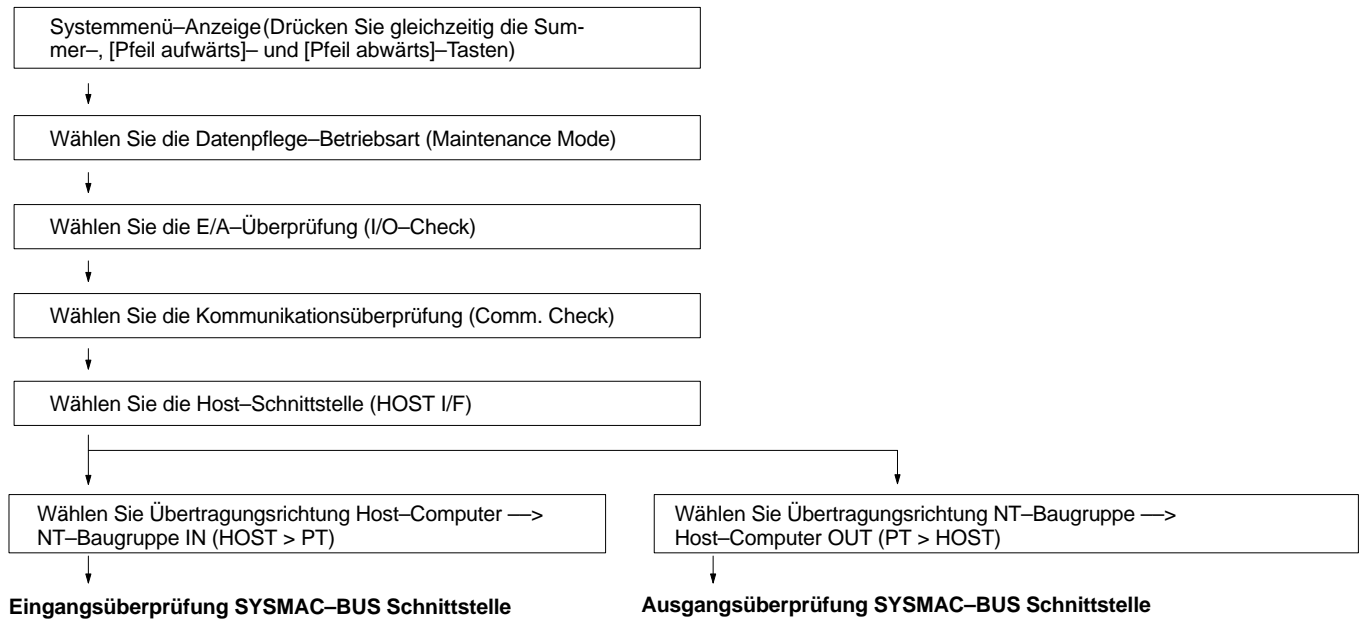 Systemmenü–Anzeige(Drücken Sie gleichzeitig die Sum-
mer–, [Pfeil aufwärts]– und [Pfeil abwärts]–Tasten)
Wählen Sie die Datenpflege–Betriebsart (Maintenance Mode)
Wählen Sie die E/A–Überprüfung (I/O–Check)
Wählen Sie die Kommunikationsüberprüfung (Comm. Check)
Wählen Sie die Host–Schnittstelle (HOST I/F)
Wählen Sie Übertragungsrichtung Host–Computer —>
NT–Baugruppe IN (HOST > PT)
Wählen Sie Übertragungsrichtung NT–Baugruppe —>
Host–Computer OUT (PT > HOST)
Eingangsüberprüfung SYSMAC–BUS Schnittstelle
Ausgangsüberprüfung SYSMAC–BUS Schnittstelle